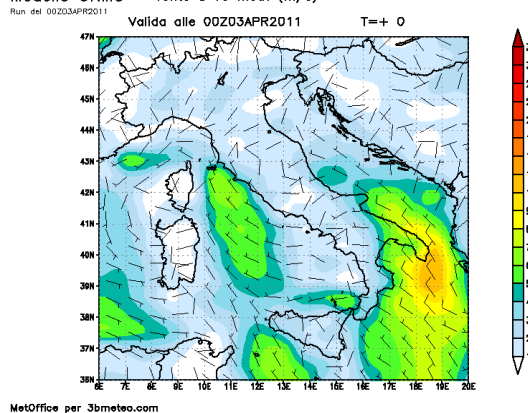 Run del 00Z03APR2011
Valida alle 00Z03APR2011 T=+ 0
47N
46N
45N
44N
43N
42N
41N
40N
39N
38N
37N
36N
6E 7E 8E 9E 10E 11E 12E 13E 14E 15E 16E 17E 18E 19E 20E
MetOffice per 3bmeteo.com